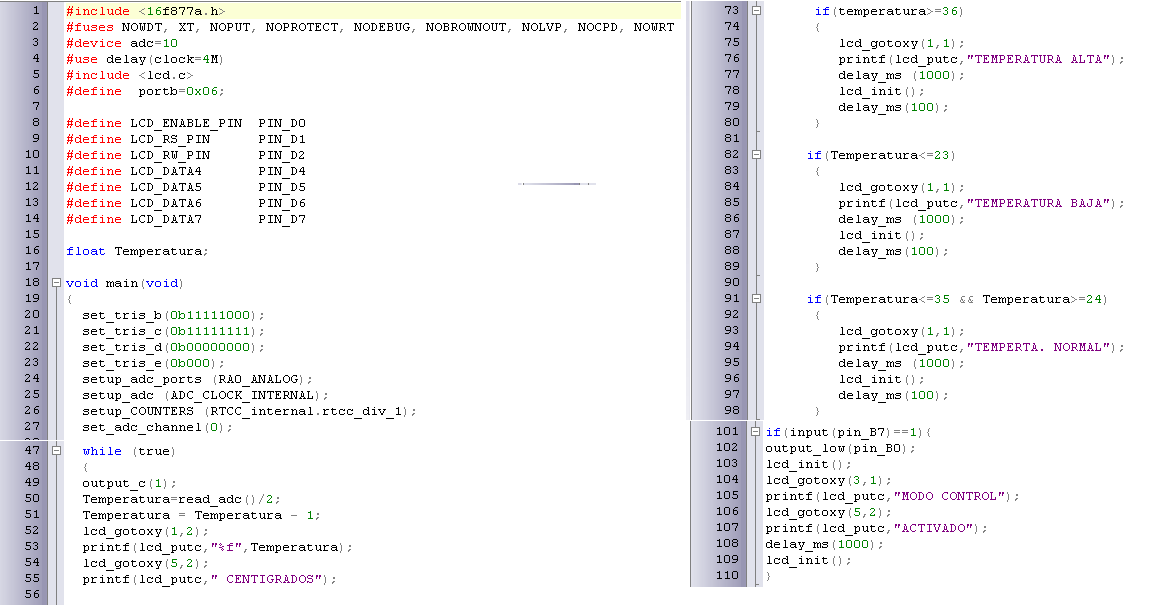 1 #include <16f877a.h>
2 #fuses NOWDT, XT, NOPUT, NOPROTECT, NODEBUG, NOBROWNOUT, NOLVP, NOCPD, NOWRT
3 #device adc=10
4 #use delay(clock=4M)
5 #include <lcd.c>
6 #define  portb=0x06;
7
8 #define LCD_ENABLE_PIN  PIN_D0
9 #define LCD_RS_PIN      PIN_D1
10 #define LCD_RW_PIN      PIN_D2
11 #define LCD_DATA4       PIN_D4
12 #define LCD_DATA5       PIN_D5
13 #define LCD_DATA6       PIN_D6
14 #define LCD_DATA7       PIN_D7
15
16 float Temperatura;
17
18 void main(void)
19 {
20   set_tris_b(0b11111000);
21   set_tris_c(0b11111111);
22   set_tris_d(0b00000000);
23   set_tris_e(0b000);
24   setup_adc_ports (RA0_ANALOG);
25   setup_adc (ADC_CLOCK_INTERNAL);
26   setup_COUNTERS (RTCC_internal.rtcc_div_1);
27   set_adc_channel(0);
47   while (true)
48   {
49   output_c(1);
50   Temperatura=read_adc()/2;
51   Temperatura = Temperatura - 1;
52   lcd_gotoxy(1,2);
53   printf(lcd_putc,"%f",Temperatura);
54   lcd_gotoxy(5,2);
55   printf(lcd_putc," CENTIGRADOS");
56
73       if(temperatura>=36)
74       {
75          lcd_gotoxy(1,1);
76          printf(lcd_putc,"TEMPERATURA ALTA");
77          delay_ms (1000);
78          lcd_init();
79          delay_ms(100);
80       }
81
82      if(Temperatura<=23)
83       {
84          lcd_gotoxy(1,1);
85          printf(lcd_putc,"TEMPERATURA BAJA");
86          delay_ms (1000);
87          lcd_init();
88          delay_ms(100);
89       }
90
91      if(Temperatura<=35 && Temperatura>=24)
92       {
93          lcd_gotoxy(1,1);
94          printf(lcd_putc,"TEMPERTA. NORMAL");
95          delay_ms (1000);
96          lcd_init();
97          delay_ms(100);
98       }
101 if(input(pin_B7)==1){
102 output_low(pin_B0);
103 lcd_init();
104 lcd_gotoxy(3,1);
105 printf(lcd_putc,"MODO CONTROL");
106 lcd_gotoxy(5,2);
107 printf(lcd_putc,"ACTIVADO");
108 delay_ms(1000);
109 lcd_init();
110 }